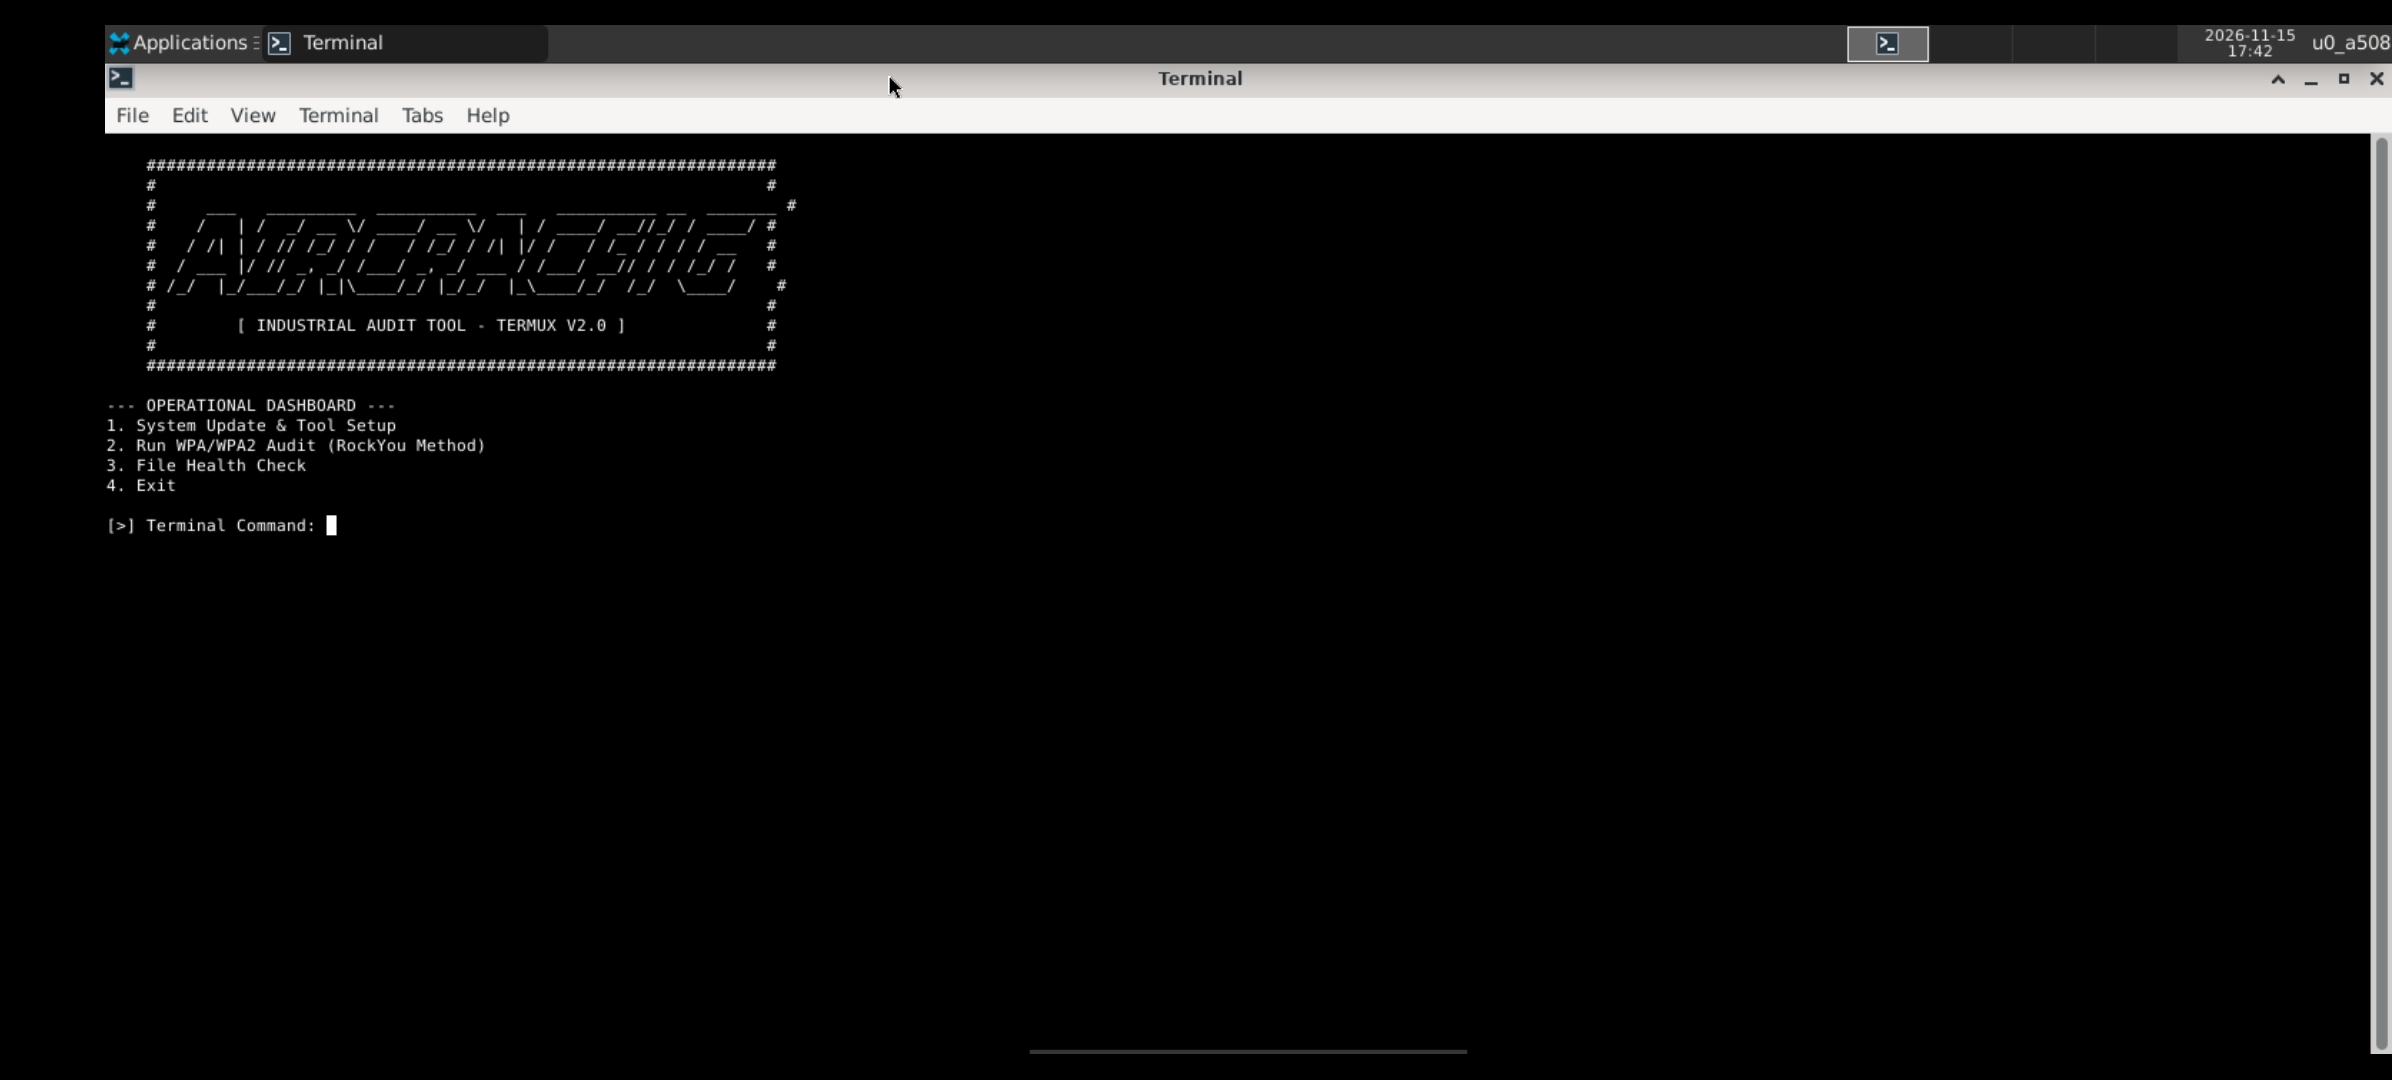 Applications
Terminal
2026-11-15
17:42
u0_a508
Terminal
File Edit View Terminal Tabs Help
###############################################################
[ INDUSTRIAL AUDIT TOOL - TERMUX V2.0 ]
###############################################################
--- OPERATIONAL DASHBOARD ---
1. System Update & Tool Setup
2. Run WPA/WPA2 Audit (RockYou Method)
3. File Health Check
4. Exit
[>] Terminal Command: